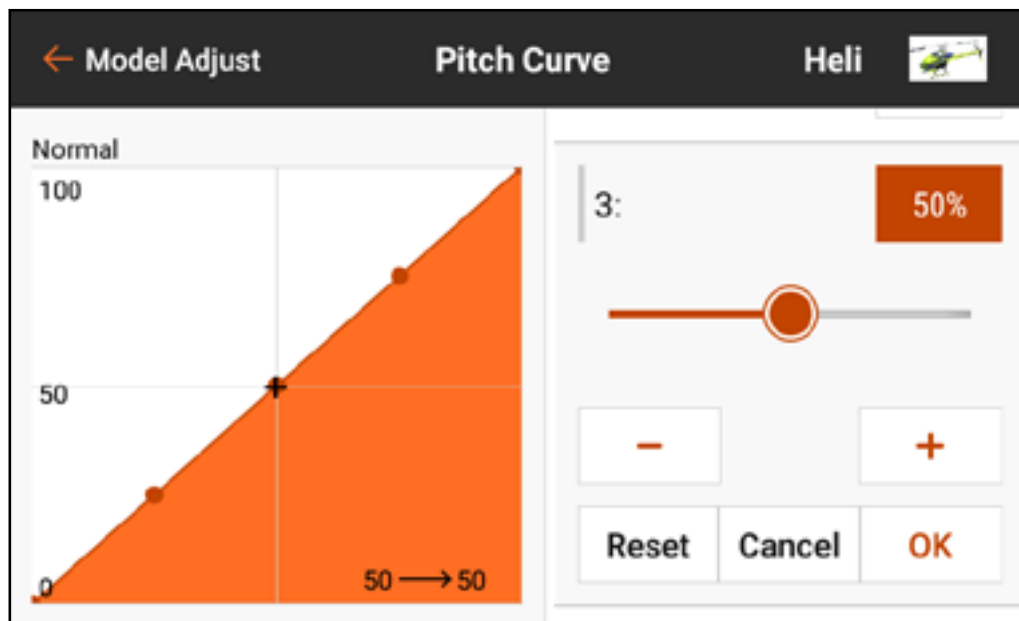 ← Model Adjust Pitch Curve Heli
Normal
100
50
0
50 → 50
3: 50%
− +
Reset Cancel OK